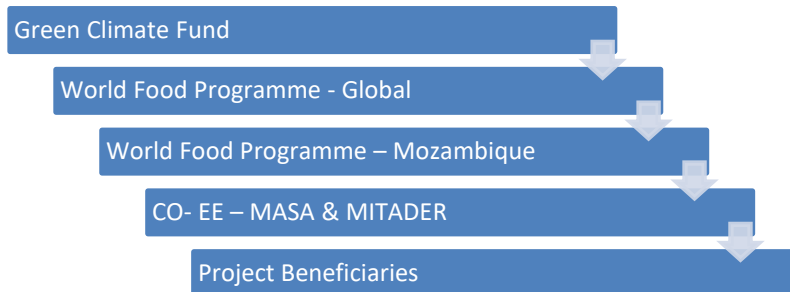 Green Climate Fund
World Food Programme - Global
World Food Programme – Mozambique
CO- EE – MASA & MITADER
Project Beneficiaries